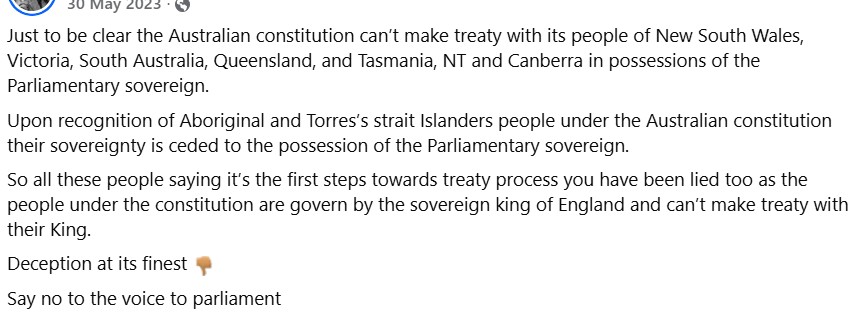 30 May 2023 ·
Just to be clear the Australian constitution can't make treaty with its people of New South Wales,
Victoria, South Australia, Queensland, and Tasmania, NT and Canberra in possessions of the
Parliamentary sovereign.
Upon recognition of Aboriginal and Torres's strait Islanders people under the Australian constitution
their sovereignty is ceded to the possession of the Parliamentary sovereign.
So all these people saying it's the first steps towards treaty process you have been lied too as the
people under the constitution are govern by the sovereign king of England and can't make treaty with
their King.
Deception at its finest 👎🏽
Say no to the voice to parliament